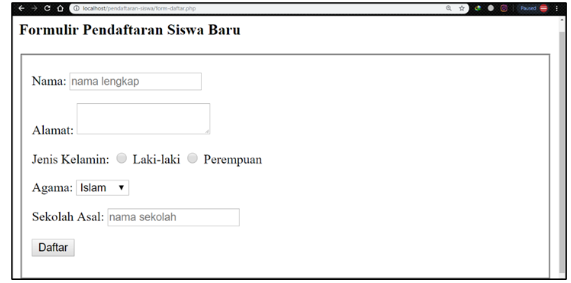 localhost/pendaftaran-siswa/form-daftar.php
Paused
Formulir Pendaftaran Siswa Baru
Nama: nama lengkap
Alamat:
Jenis Kelamin: Laki-laki Perempuan
Agama: Islam
Sekolah Asal: nama sekolah
Daftar